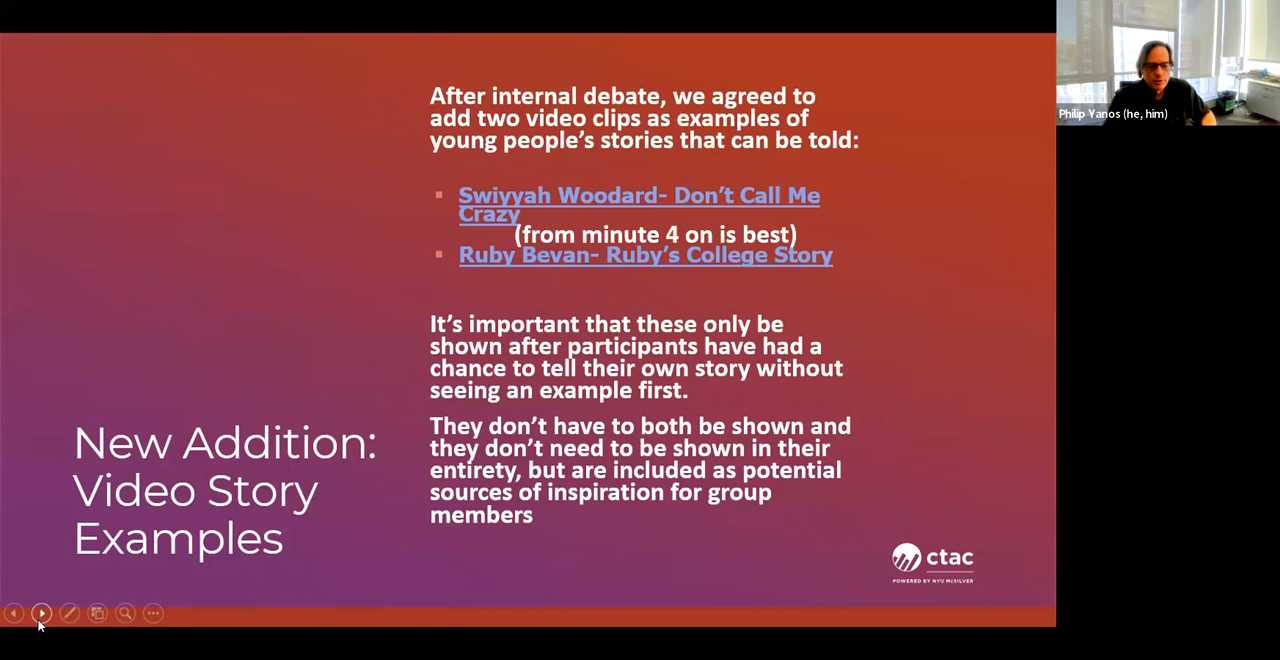 After internal debate, we agreed to
add two video clips as examples of
young people’s stories that can be told:
Swiyyah Woodard- Don’t Call Me
Crazy
(from minute 4 on is best)
Ruby Bevan- Ruby’s College Story
It’s important that these only be
shown after participants have had a
chance to tell their own story without
seeing an example first.
They don’t have to both be shown and
they don’t need to be shown in their
entirety, but are included as potential
sources of inspiration for group
members
New Addition:
Video Story
Examples
ctac
POWERED BY NYU McSILVER
Philip Yanos (he, him)